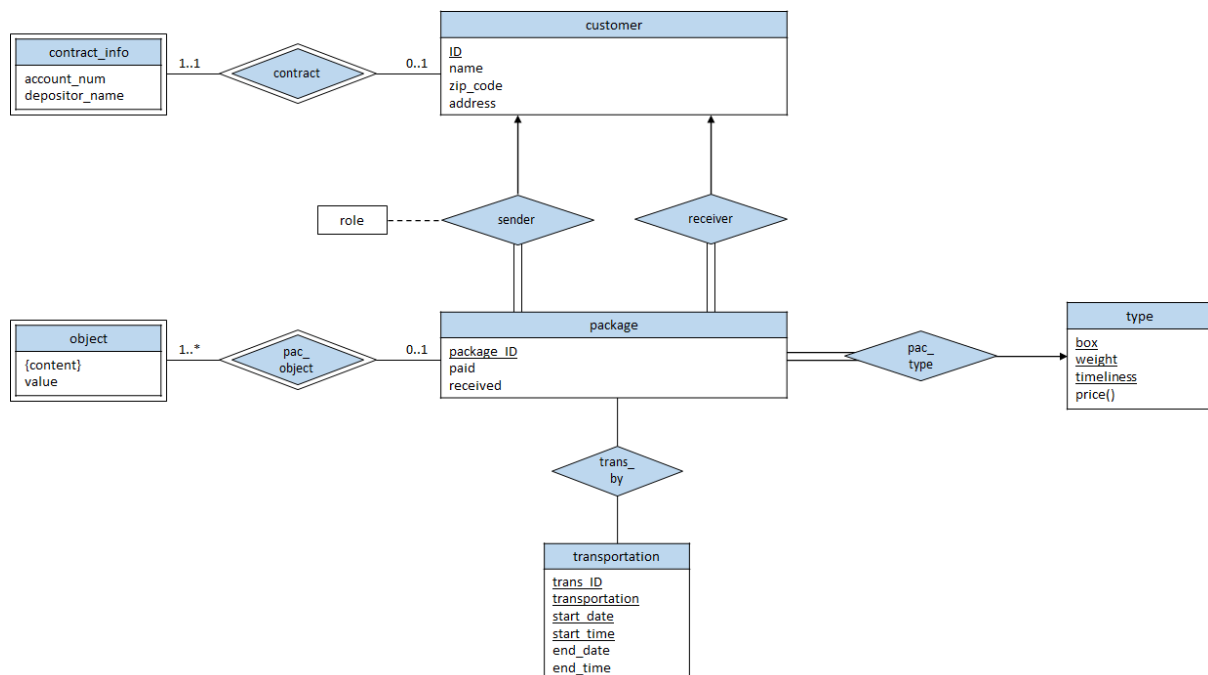 customer
ID
name
zip_code
address
contract_info
account_num
depositor_name
1..1
contract
0..1
role
sender
receiver
object
{content}
value
1..*
pac_
object
0..1
package
package_ID
paid
received
pac_
type
type
box
weight
timeliness
price()
trans_
by
transportation
trans_ID
transportation
start_date
start_time
end_date
end_time